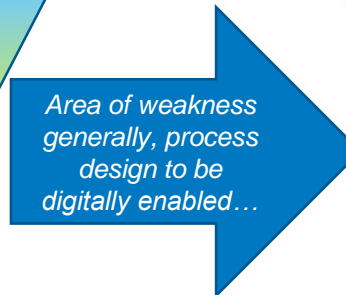 Area of weakness
generally, process
design to be
digitally enabled…